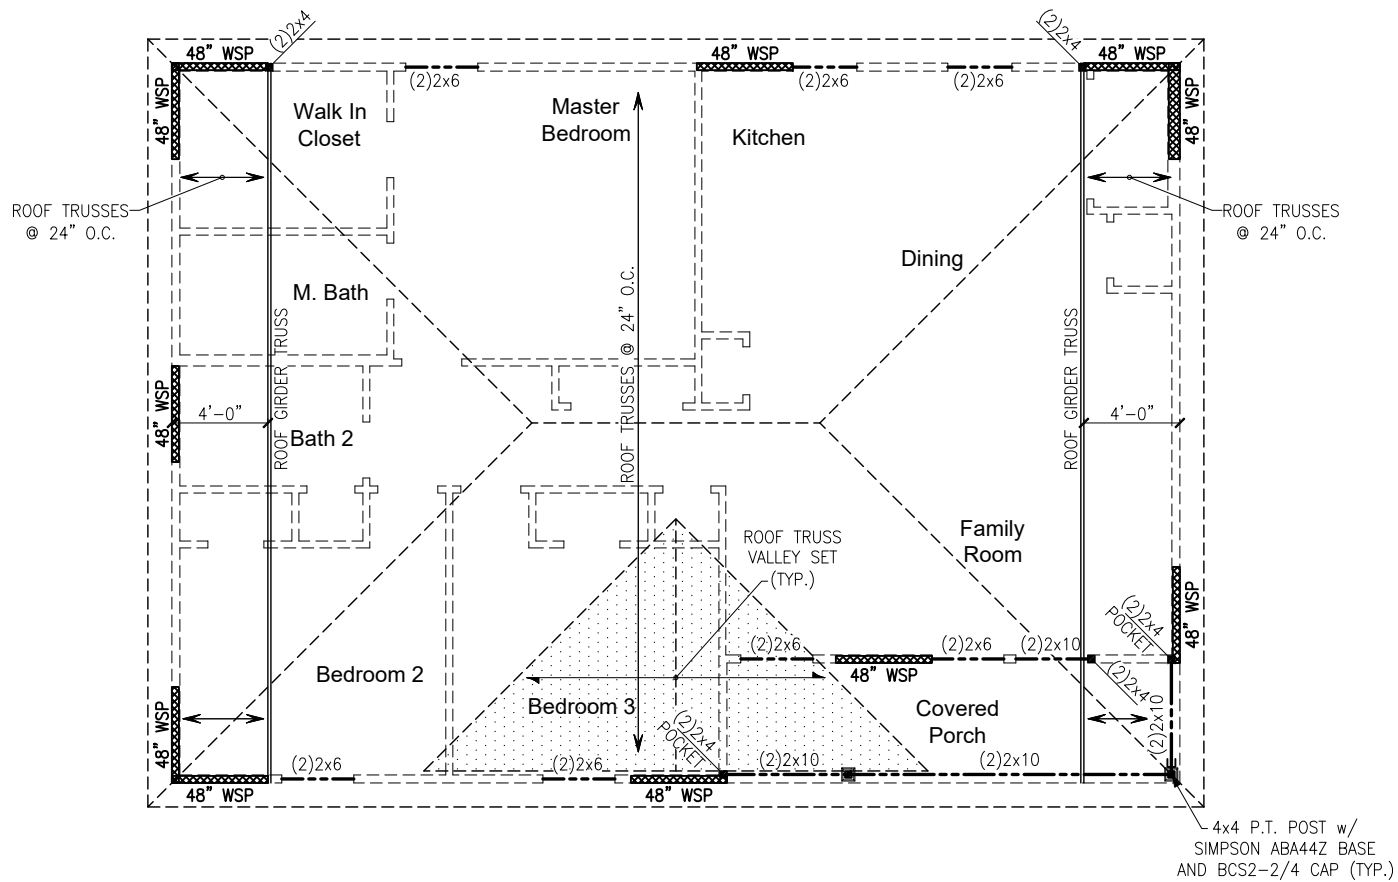 (2)2x4
(2)2x4
48" WSP
48" WSP
48" WSP
(2)2x6
(2)2x6
(2)2x6
48" WSP
48" WSP
Walk In
Closet
Master
Bedroom
Kitchen
ROOF TRUSSES
@ 24" O.C.
ROOF TRUSSES
@ 24" O.C.
Dining
M. Bath
ROOF GIRDER TRUSS
ROOF TRUSSES @ 24" O.C.
ROOF GIRDER TRUSS
48" WSP
4'-0"
4'-0"
Bath 2
Family
Room
ROOF TRUSS
VALLEY SET
(TYP.)
(2)2x4
POCKET
48" WSP
(2)2x6
(2)2x6
(2)2x10
48" WSP
(2)2x4
(2)2x10
Bedroom 2
Bedroom 3
Covered
Porch
(2)2x4
POCKET
48" WSP
(2)2x6
(2)2x6
(2)2x10
(2)2x10
48" WSP
48" WSP
4x4 P.T. POST w/
SIMPSON ABA44Z BASE
AND BCS2-2/4 CAP (TYP.)